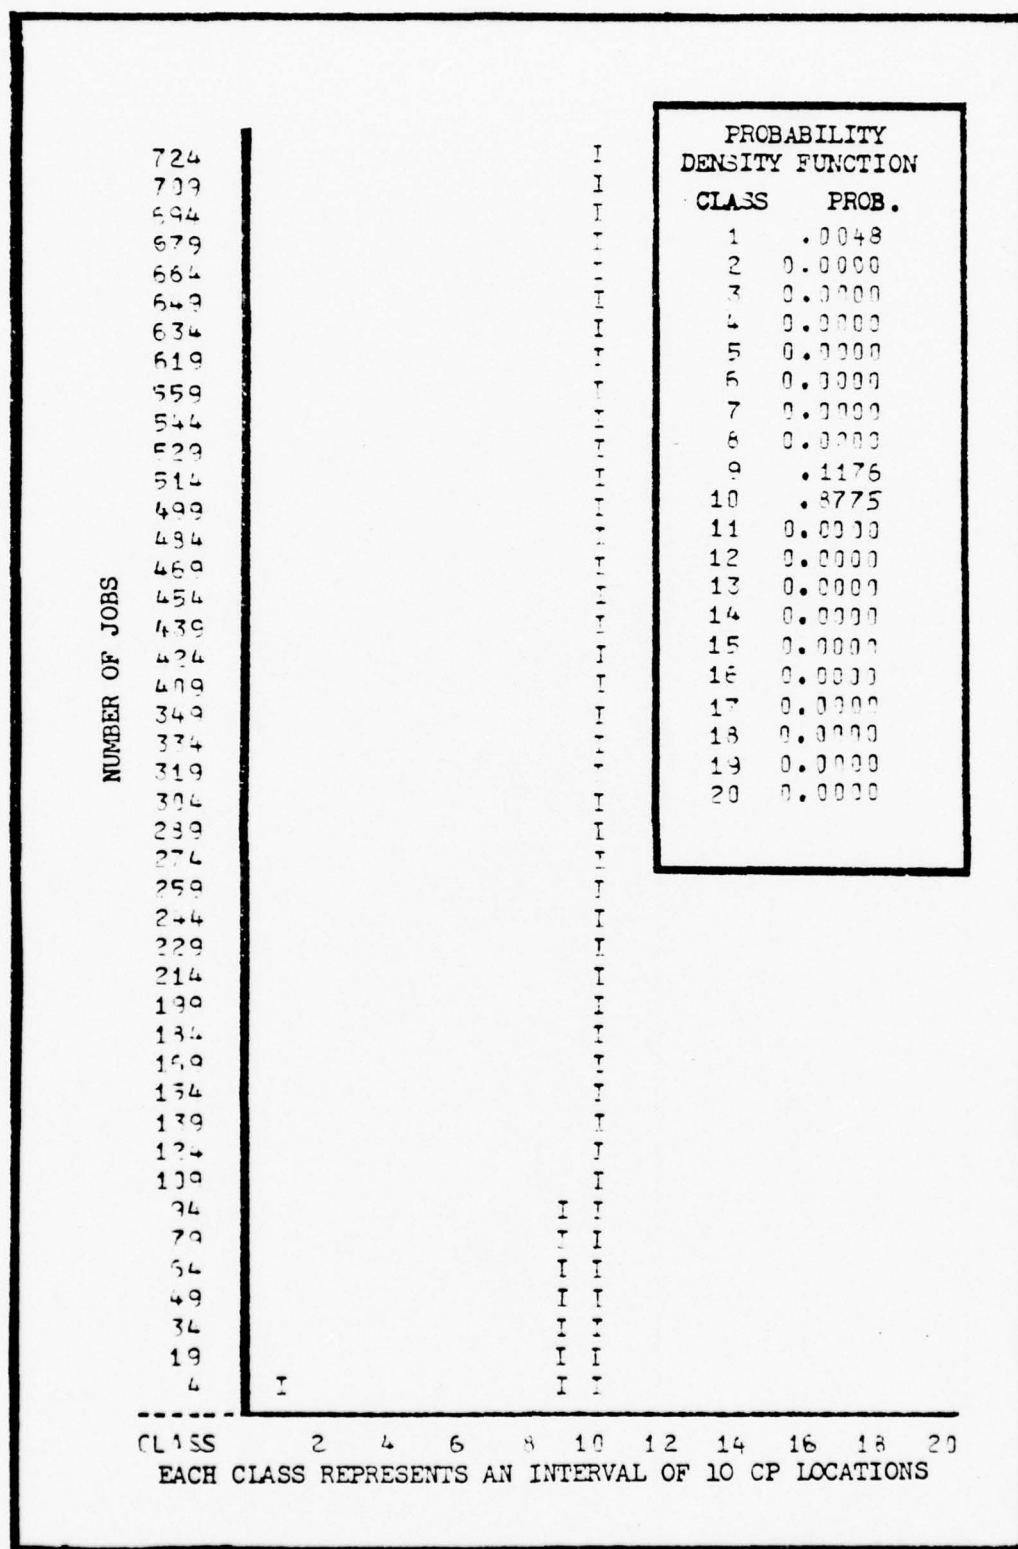 PROBABILITY
DENSITY FUNCTION
CLASS PROB.
1 .0048
2 0.0000
3 0.0000
4 0.0000
5 0.0000
6 0.0000
7 0.0000
8 0.0000
9 .1176
10 .8775
11 0.0000
12 0.0000
13 0.0000
14 0.0000
15 0.0000
16 0.0000
17 0.0000
18 0.0000
19 0.0000
20 0.0000
NUMBER OF JOBS
724 I
709 I
694 I
679 I
664 I
649 I
634 I
619 I
559 I
544 I
529 I
514 I
499 I
484 I
469 I
454 I
439 I
424 I
409 I
349 I
334 I
319 I
304 I
289 I
274 I
259 I
244 I
229 I
214 I
199 I
184 I
169 I
154 I
139 I
124 I
109 I
94 I I
79 I I
64 I I
49 I I
34 I I
19 I I
4 I I I
CLASS 2 4 6 8 10 12 14 16 18 20
EACH CLASS REPRESENTS AN INTERVAL OF 10 CP LOCATIONS